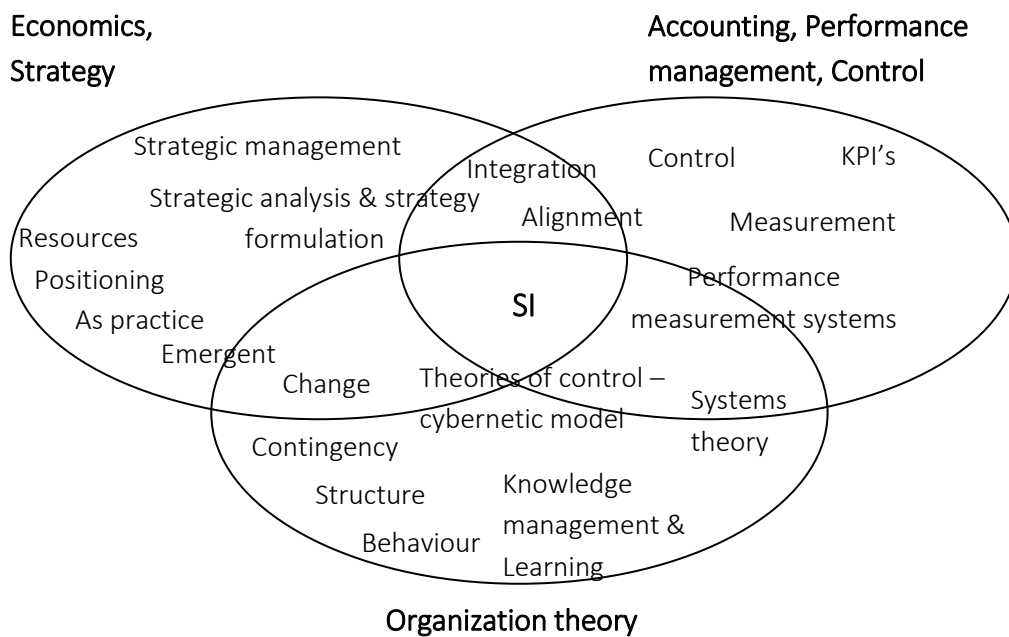 Economics,
Strategy
Accounting, Performance
management, Control
Strategic management
Strategic analysis & strategy
formulation
Resources
Positioning
As practice
Emergent
Change
Integration
Alignment
Control
KPI's
Measurement
Performance
measurement systems
SI
Theories of control –
cybernetic model
Systems
theory
Contingency
Structure
Behaviour
Knowledge
management &
Learning
Organization theory